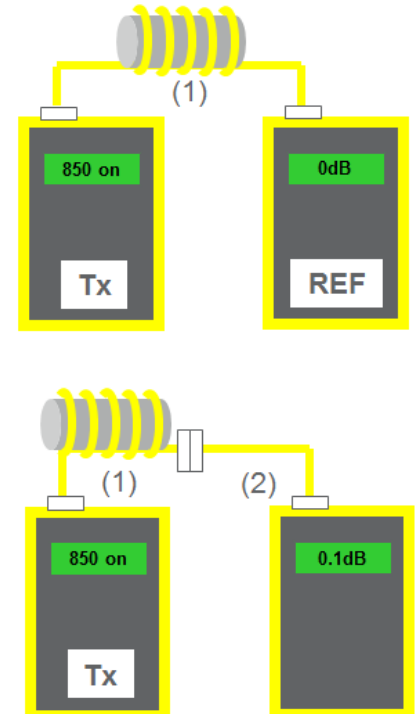 (1)
850 on
0dB
Tx
REF
(1)
(2)
850 on
0.1dB
Tx